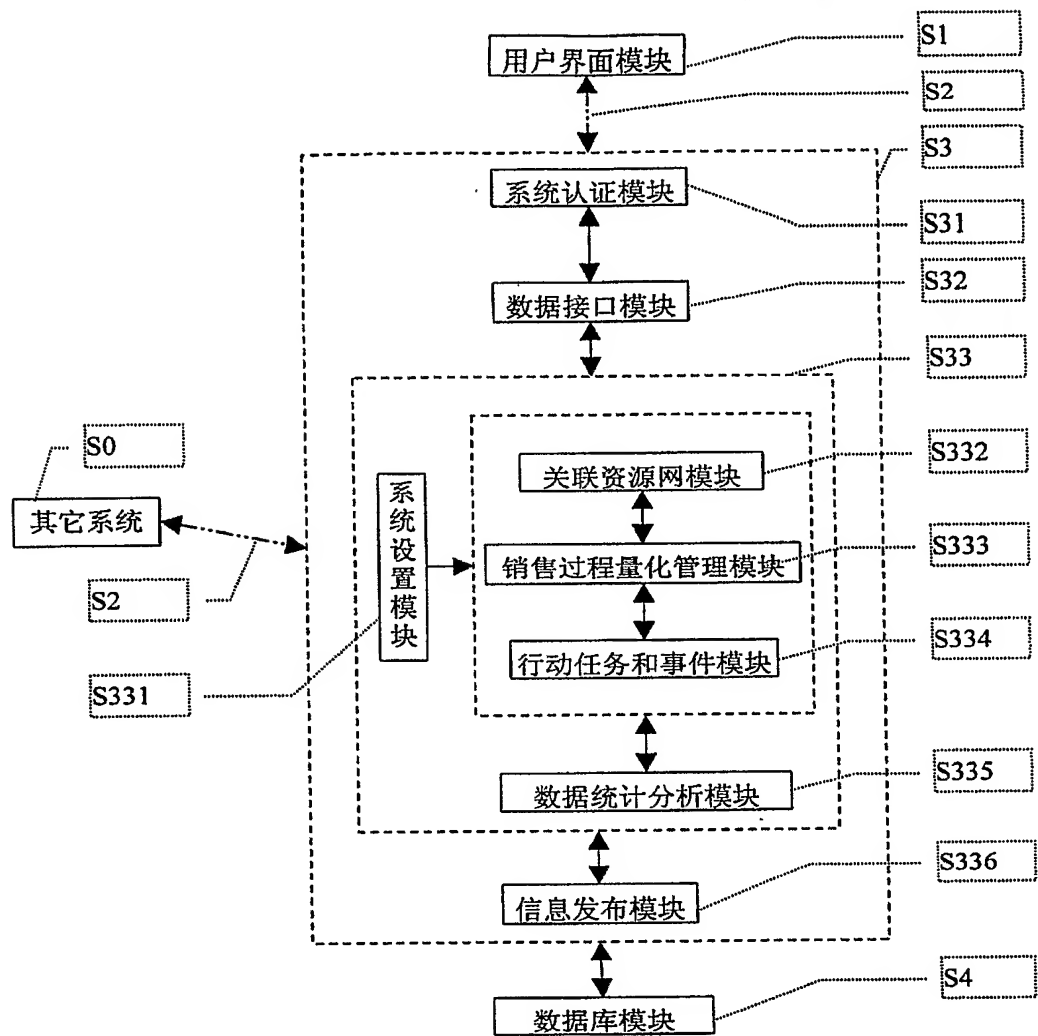 用户界面模块
S1
S2
S3
系统认证模块
S31
数据接口模块
S32
S33
S0
其它系统
S2
S331
系统设置模块
关联资源网模块
S332
销售过程量化管理模块
S333
行动任务和事件模块
S334
数据统计分析模块
S335
信息发布模块
S336
数据库模块
S4